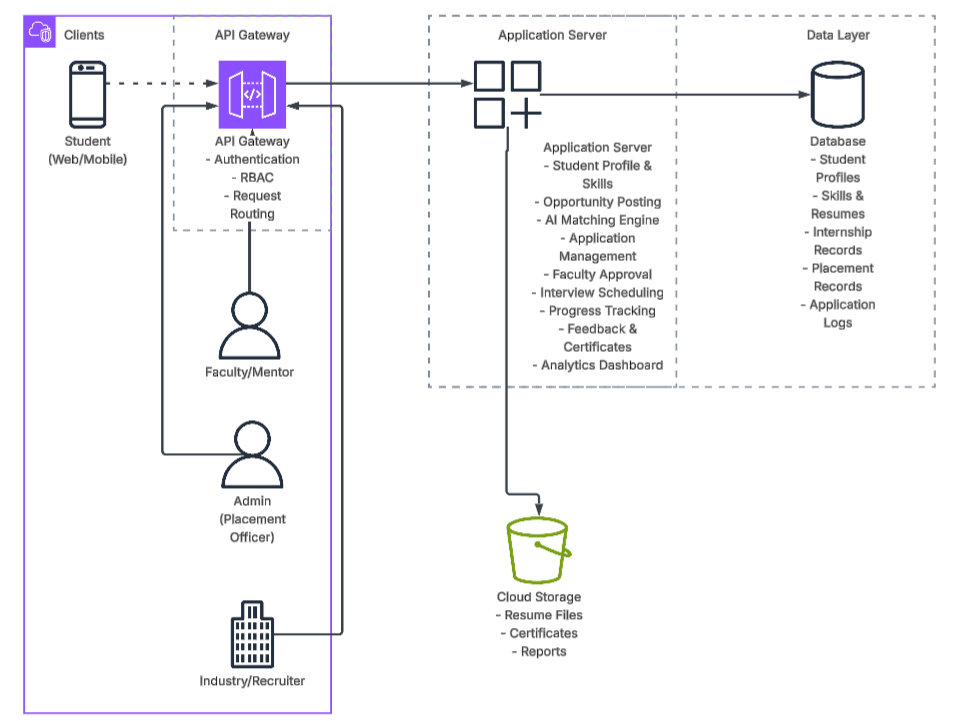 Clients
API Gateway
Application Server
Data Layer
Student
(Web/Mobile)
API Gateway
- Authentication
- RBAC
- Request
Routing
Application Server
- Student Profile &
Skills
- Opportunity Posting
- AI Matching Engine
- Application
Management
- Faculty Approval
- Interview Scheduling
- Progress Tracking
- Feedback &
Certificates
- Analytics Dashboard
Database
- Student
Profiles
- Skills &
Resumes
- Internship
Records
- Placement
Records
- Application
Logs
Faculty/Mentor
Admin
(Placement
Officer)
Industry/Recruiter
Cloud Storage
- Resume Files
- Certificates
- Reports